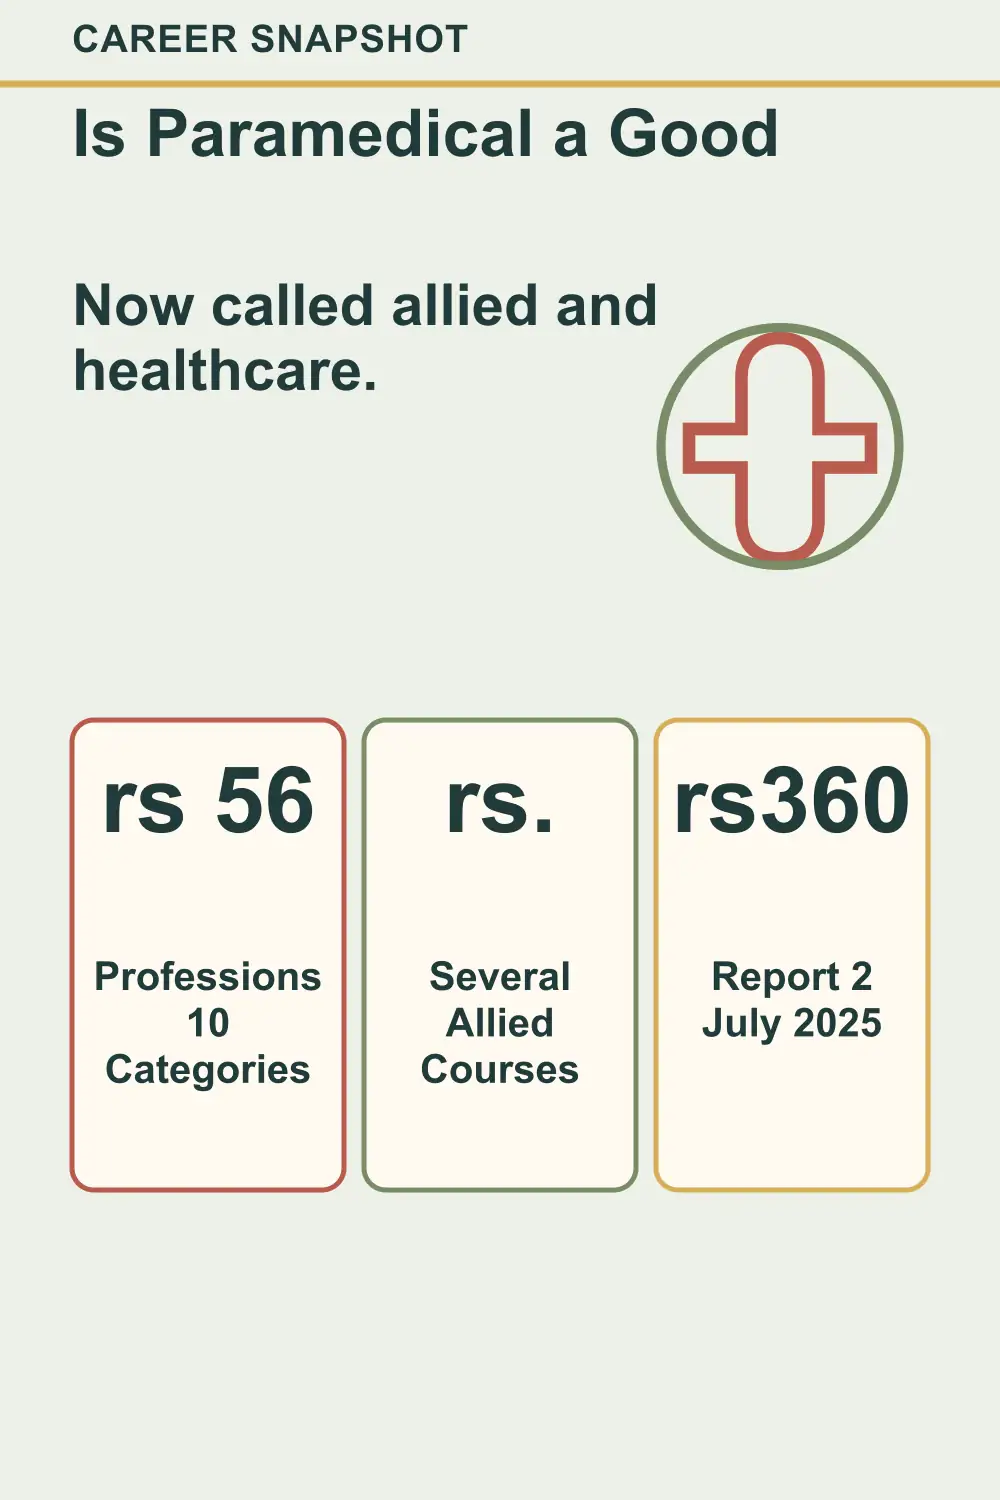 CAREER SNAPSHOT
Is Paramedical a Good
Now called allied and
healthcare.
rs 56
Professions
10
Categories
rs.
Several
Allied
Courses
rs360
Report 2
July 2025